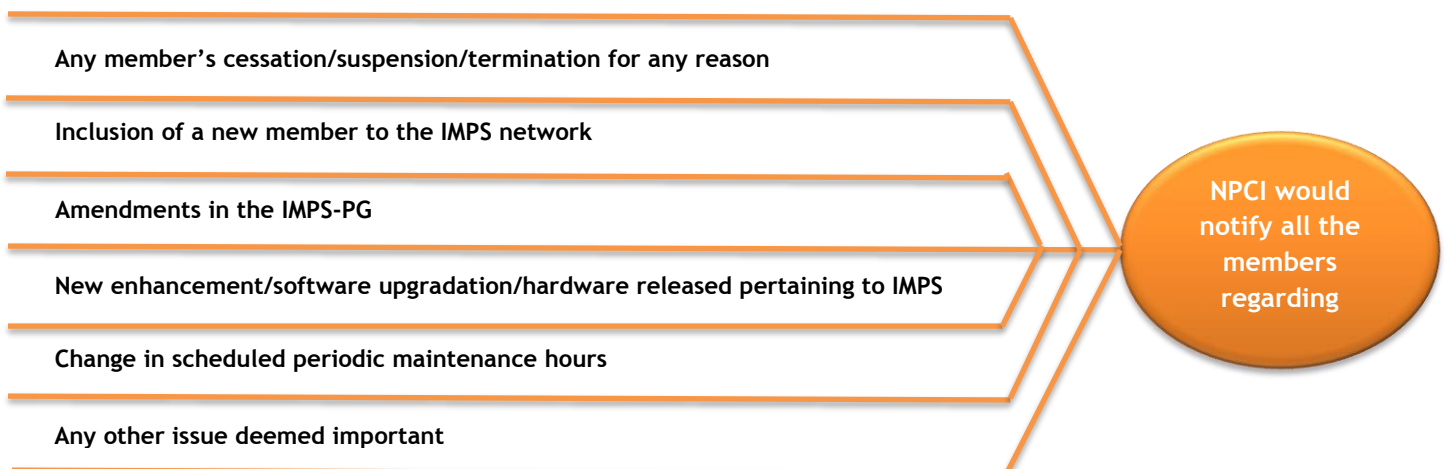 Any member’s cessation/suspension/termination for any reason
Inclusion of a new member to the IMPS network
Amendments in the IMPS-PG
New enhancement/software upgradation/hardware released pertaining to IMPS
Change in scheduled periodic maintenance hours
Any other issue deemed important
NPCI would
notify all the
members
regarding